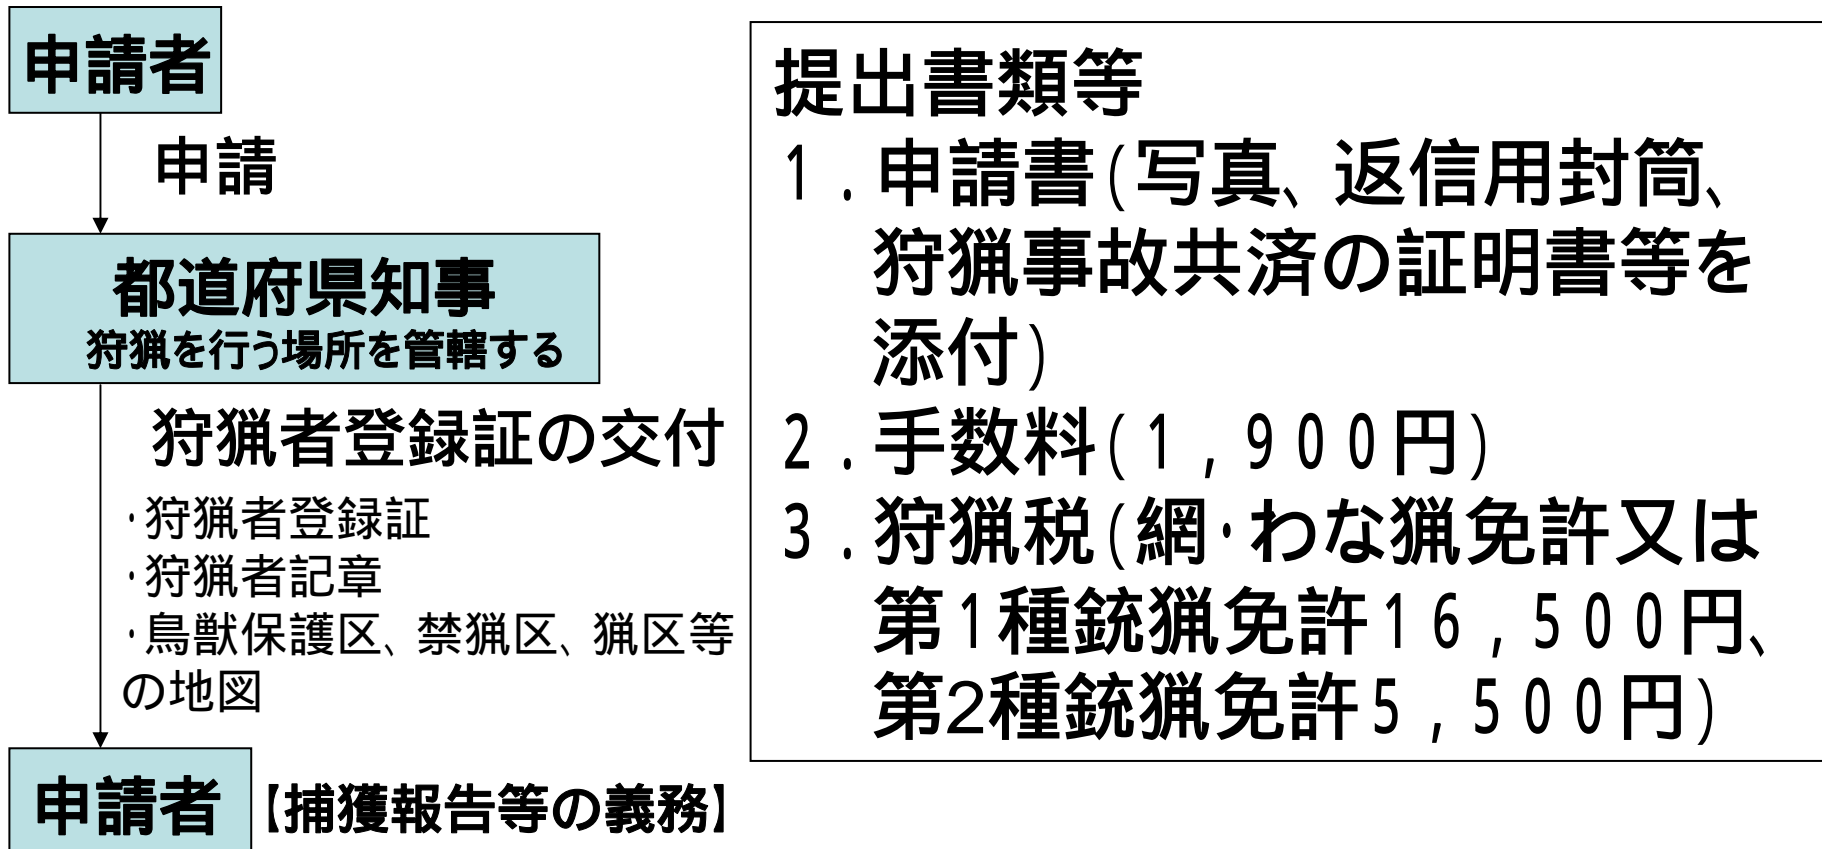 申請者
申請
都道府県知事
狩猟を行う場所を管轄する
狩猟者登録証の交付
・狩猟者登録証
・狩猟者記章
・鳥獣保護区、禁猟区、猟区等
の地図
申請者
【捕獲報告等の義務】
提出書類等
１．申請書(写真、返信用封筒、
狩猟事故共済の証明書等を
添付)
２．手数料(１，９００円)
３．狩猟税(網・わな猟免許又は
第１種銃猟免許１６，５００円、
第2種銃猟免許５，５００円)